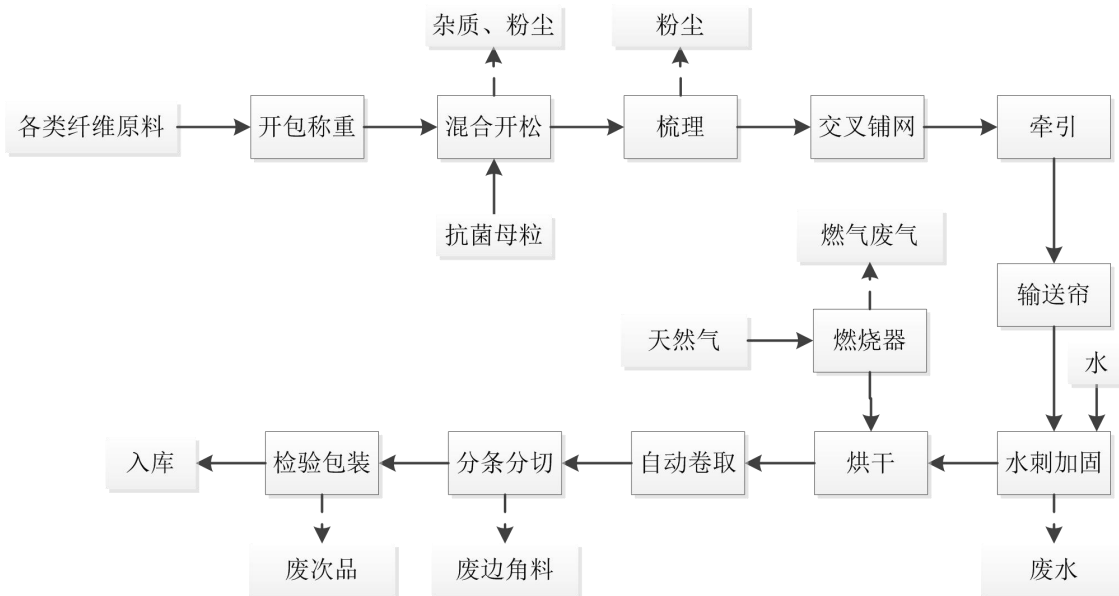 杂质、粉尘
粉尘
各类纤维原料
开包称重
混合开松
梳理
交叉铺网
牵引
抗菌母粒
燃气废气
输送帘
天然气
燃烧器
水
入库
检验包装
分条分切
自动卷取
烘干
水刺加固
废次品
废边角料
废水